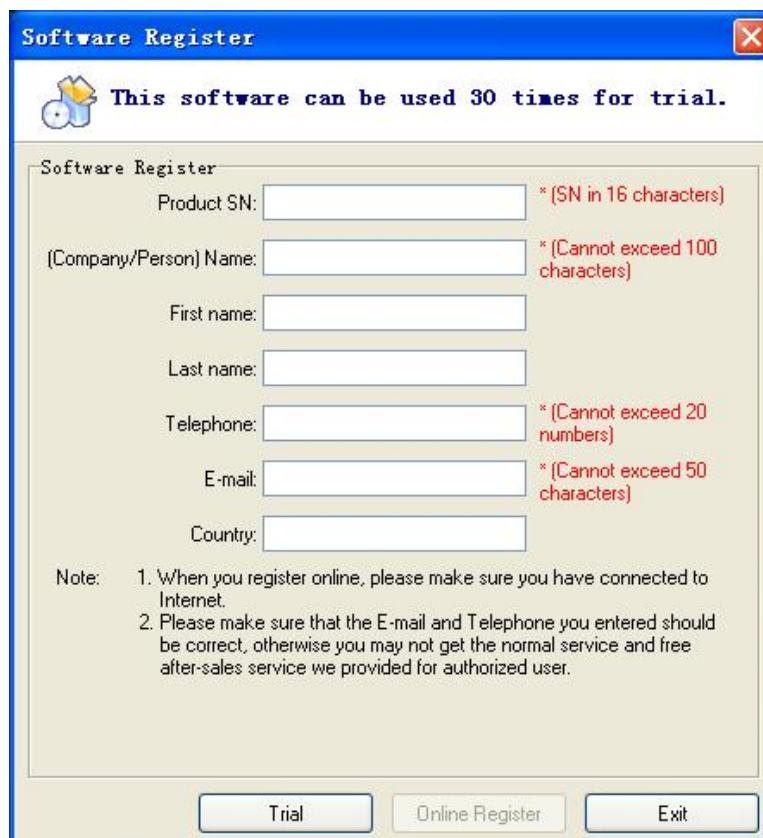 Software Register
This software can be used 30 times for trial.
Software Register
Product SN:
* (SN in 16 characters)
(Company/Person) Name:
* (Cannot exceed 100
characters)
First name:
Last name:
Telephone:
* (Cannot exceed 20
numbers)
E-mail:
* (Cannot exceed 50
characters)
Country:
Note: 1. When you register online, please make sure you have connected to
Internet.
2. Please make sure that the E-mail and Telephone you entered should
be correct, otherwise you may not get the normal service and free
after-sales service we provided for authorized user.
Trial Online Register Exit